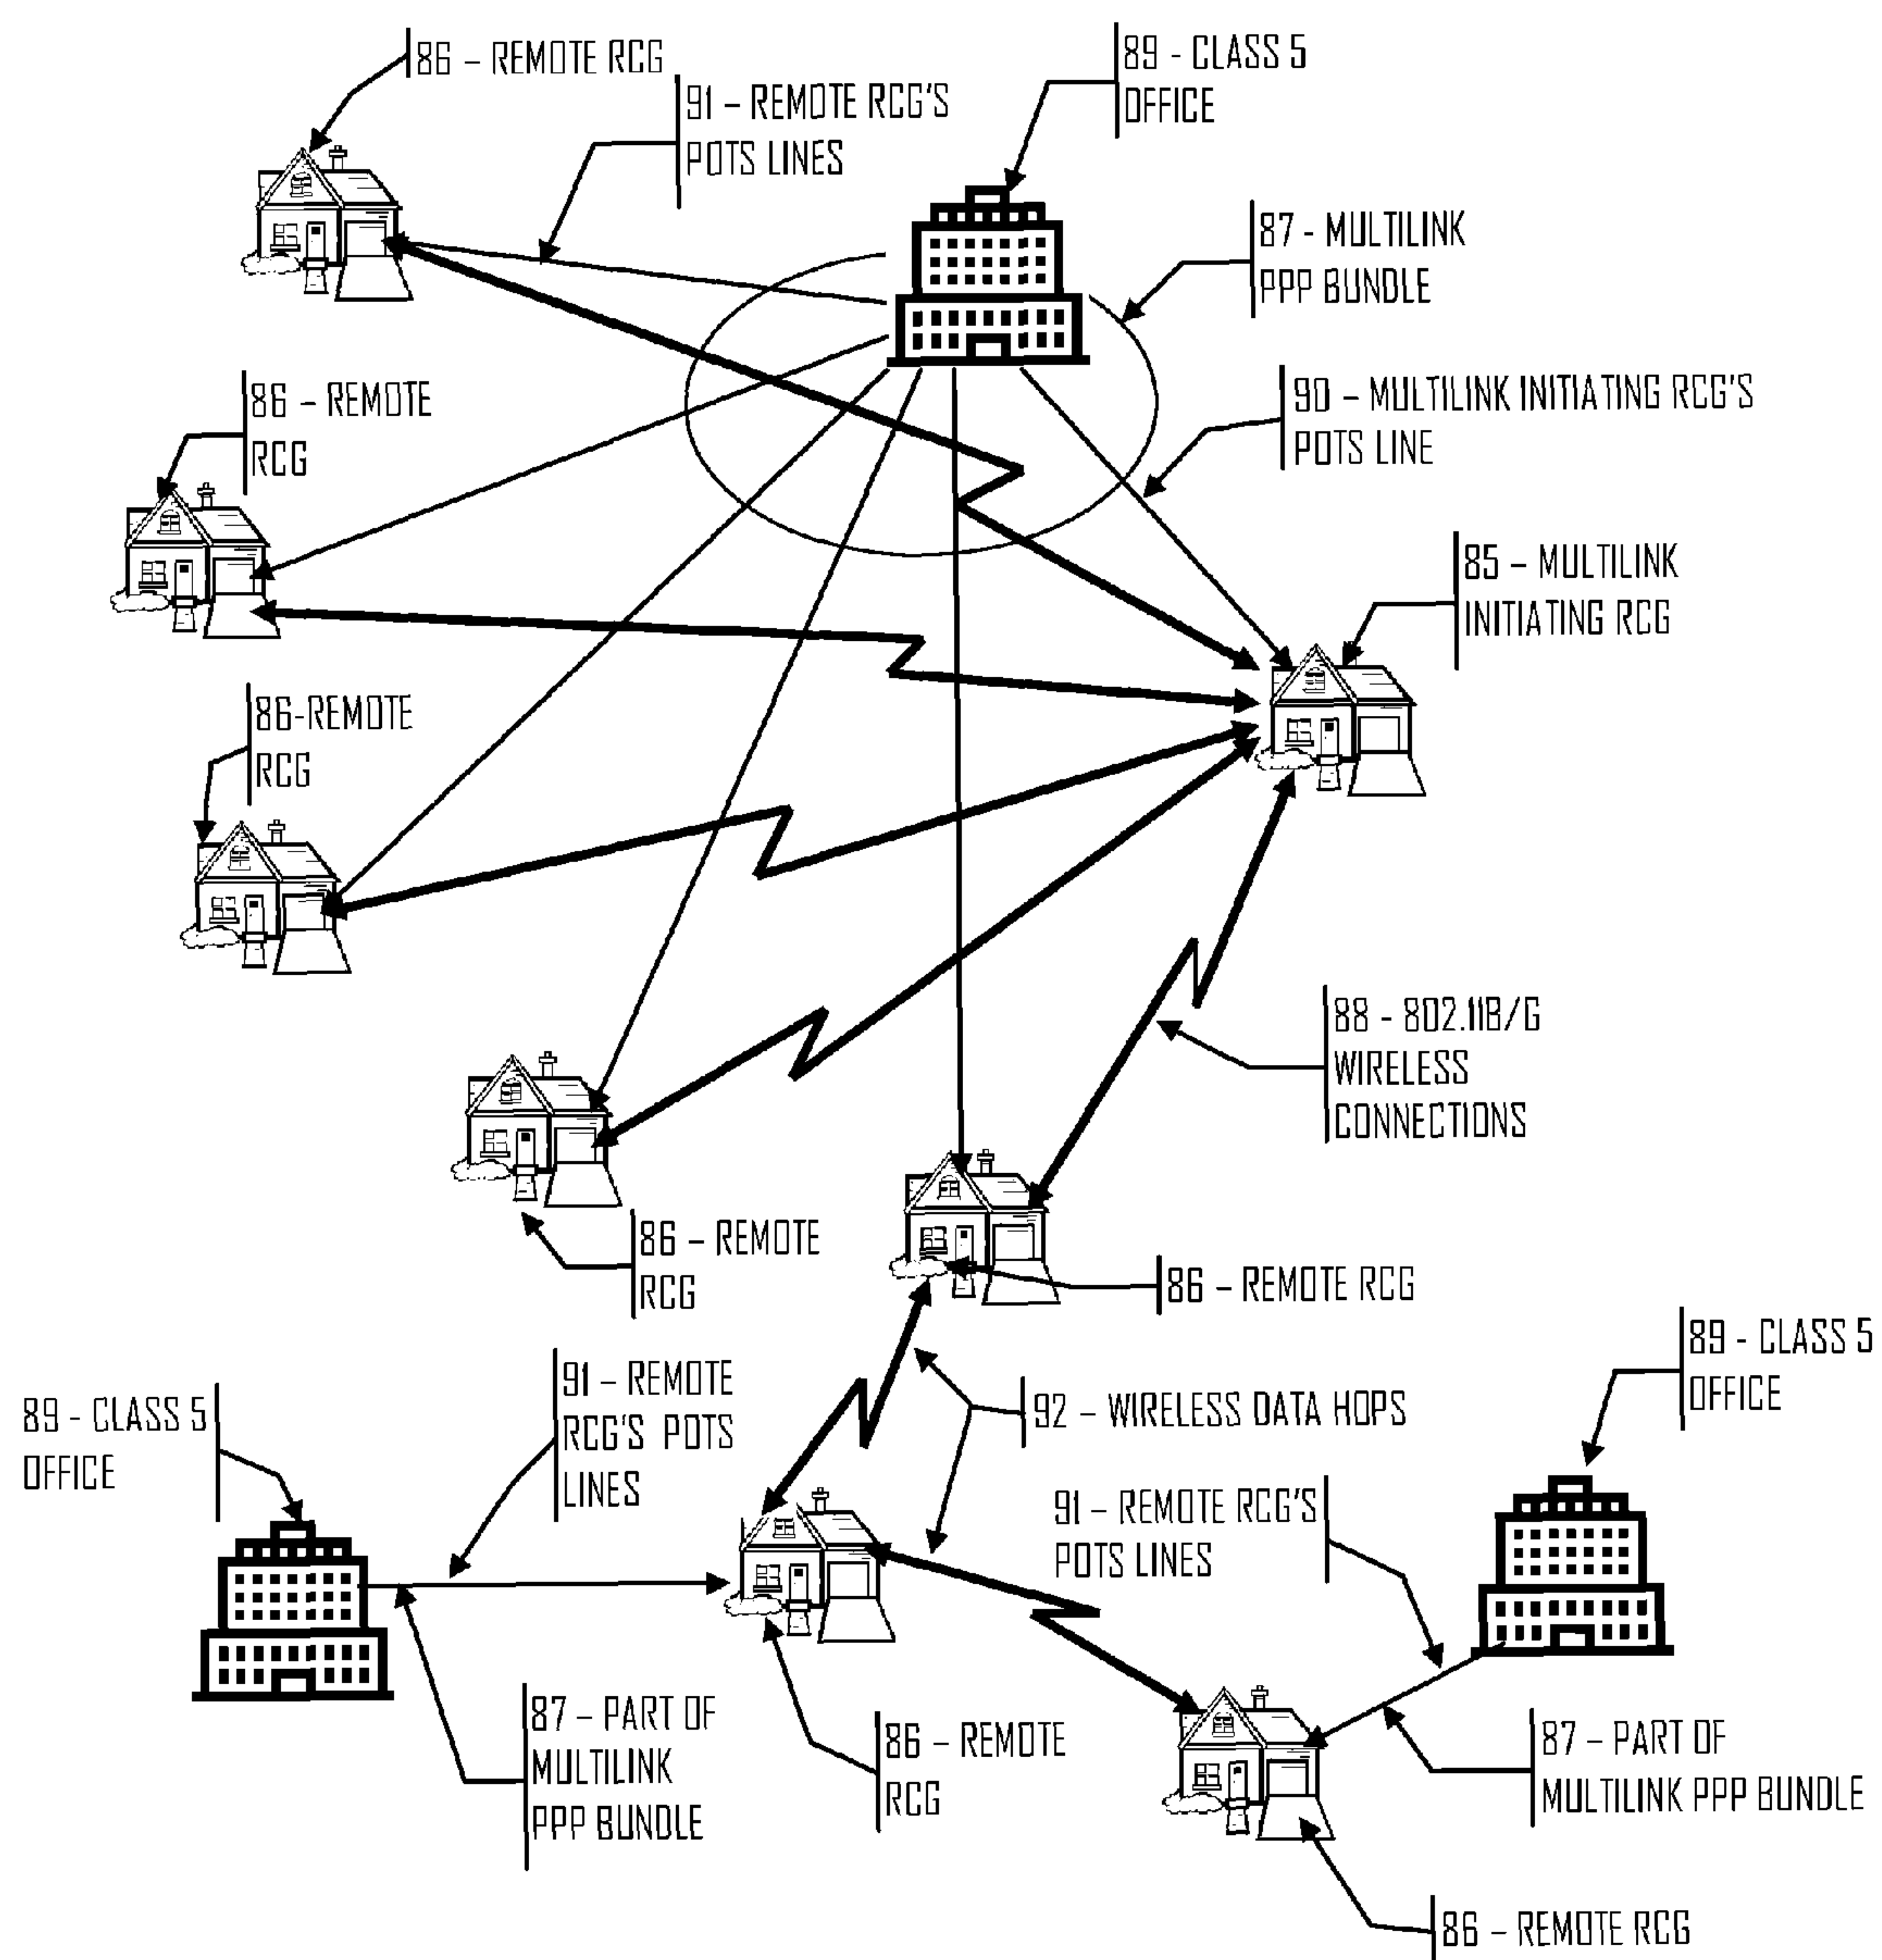 86 – REMOTE RCG
89 - CLASS 5
OFFICE
91 – REMOTE RCG'S
POTS LINES
87 - MULTILINK
PPP BUNDLE
86 – REMOTE
RCG
90 – MULTILINK INITIATING RCG'S
POTS LINE
85 – MULTILINK
INITIATING RCG
86-REMOTE
RCG
88 - 802.11B/G
WIRELESS
CONNECTIONS
86 – REMOTE
RCG
86 – REMOTE RCG
89 - CLASS 5
OFFICE
91 – REMOTE
RCG'S POTS
LINES
92 – WIRELESS DATA HOPS
89 - CLASS 5
OFFICE
91 – REMOTE RCG'S
POTS LINES
87 – PART OF
MULTILINK
PPP BUNDLE
86 – REMOTE
RCG
87 – PART OF
MULTILINK PPP BUNDLE
86 – REMOTE RCG